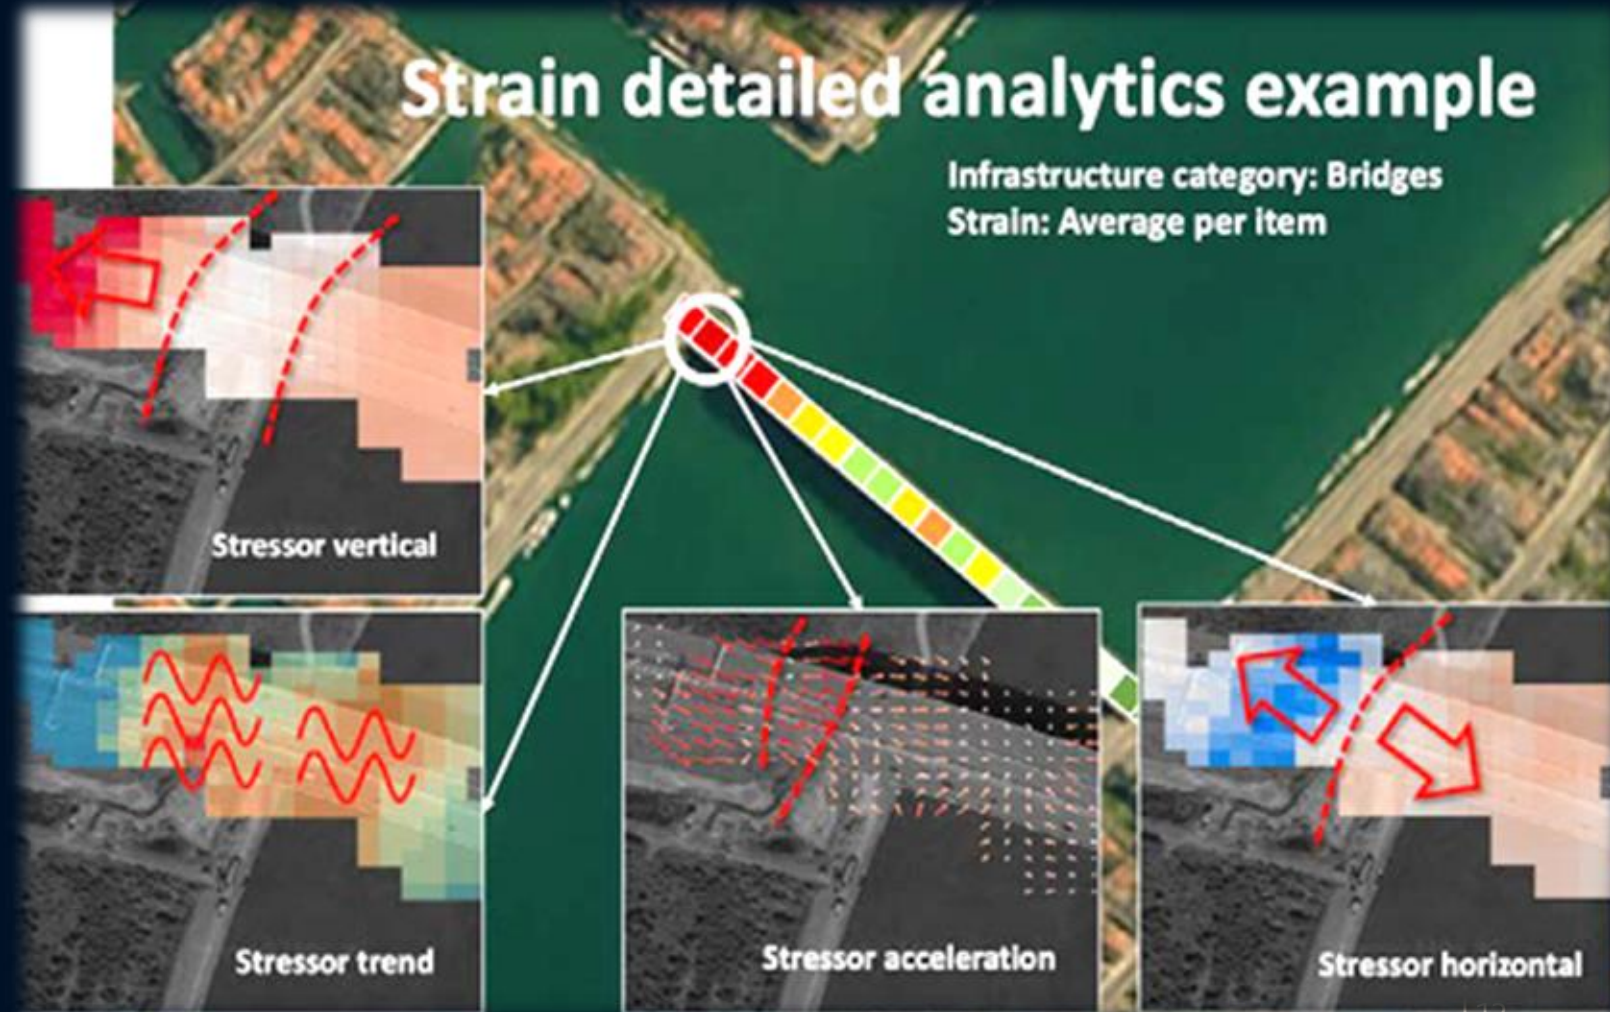 Strain detailed analytics example
Infrastructure category: Bridges
Strain: Average per item
Stressor vertical
Stressor trend
Stressor acceleration
Stressor horizontal